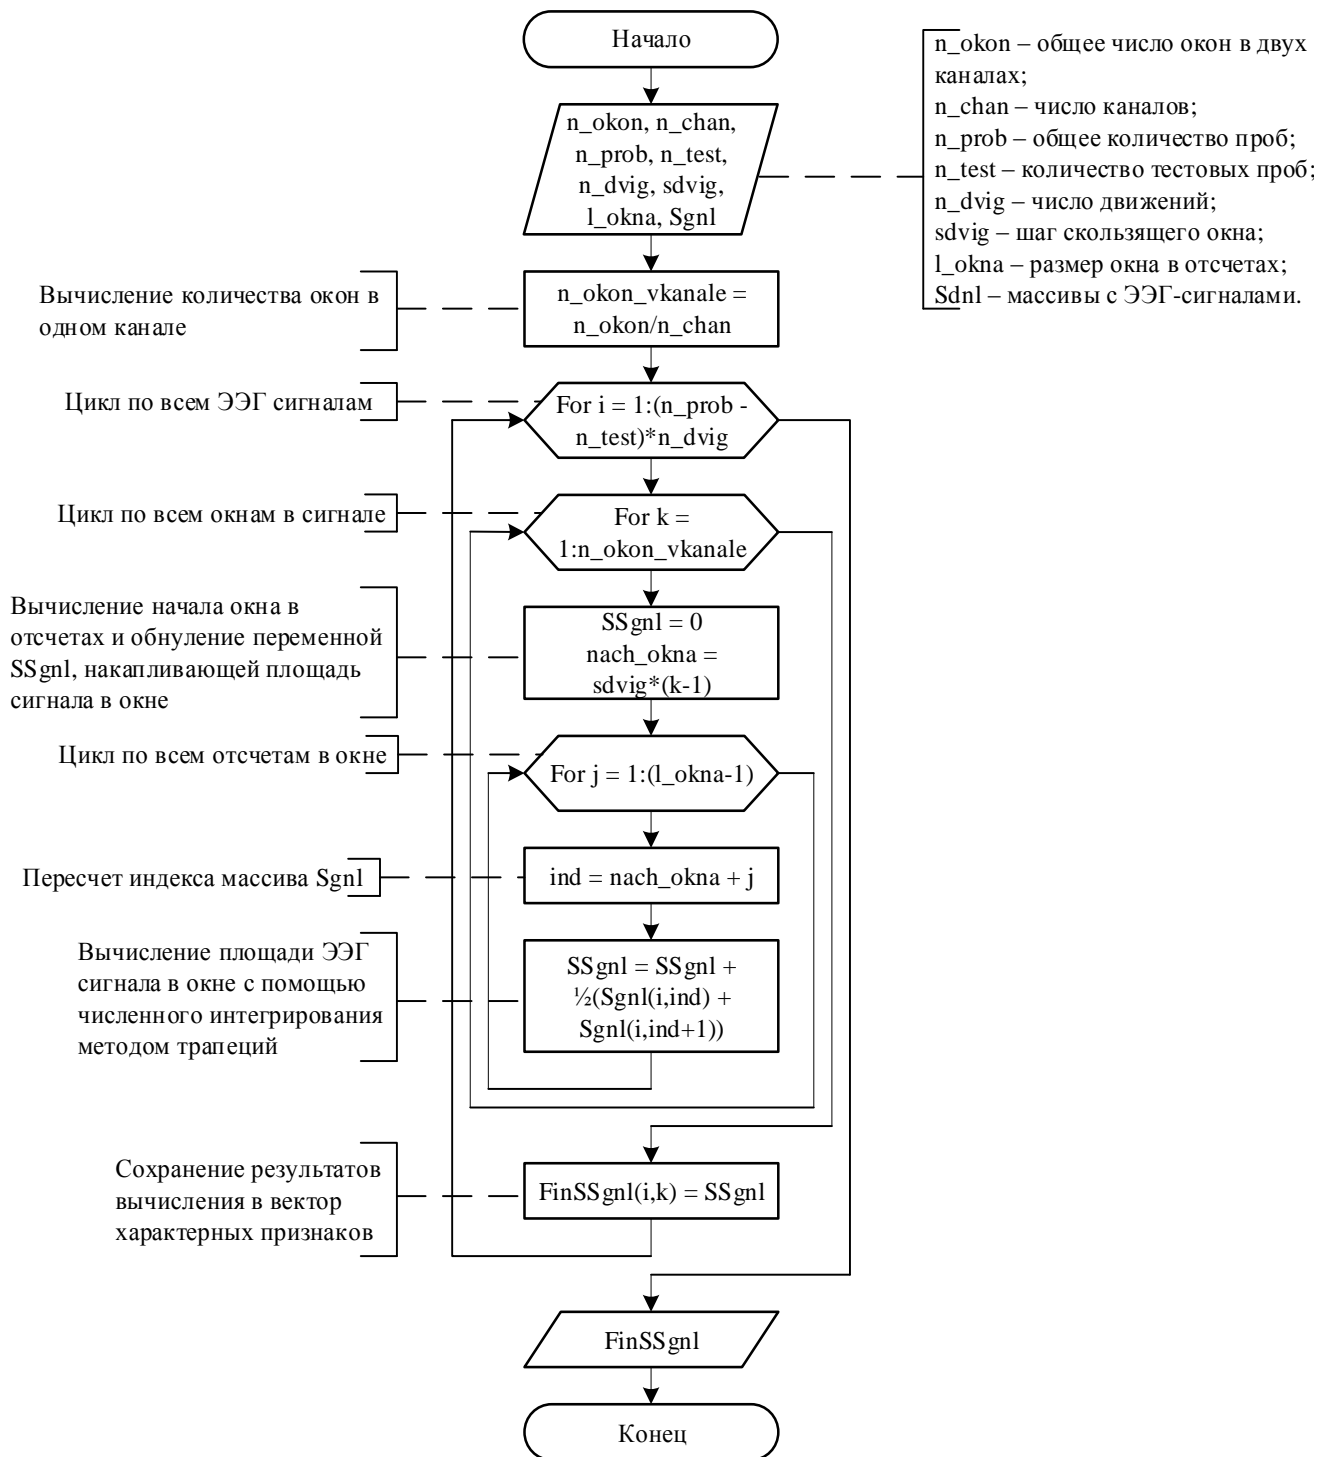 Начало
n_okon, n_chan,
n_prob, n_test,
n_dvig, sdvig,
l_okna, Sgnl
n_okon – общее число окон в двух
каналах;
n_chan – число каналов;
n_prob – общее количество проб;
n_test – количество тестовых проб;
n_dvig – число движений;
sdvig – шаг скользящего окна;
l_okna – размер окна в отсчетах;
Sdnl – массивы с ЭЭГ-сигналами.
Вычисление количества окон в
одном канале
n_okon_vkanale =
n_okon/n_chan
Цикл по всем ЭЭГ сигналам
For i = 1:(n_prob -
n_test)*n_dvig
Цикл по всем окнам в сигнале
For k =
1:n_okon_vkanale
Вычисление начала окна в
отсчетах и обнуление переменной
SSgnl, накапливающей площадь
сигнала в окне
SSgnl = 0
nach_okna =
sdvig*(k-1)
Цикл по всем отсчетам в окне
For j = 1:(l_okna-1)
Пересчет индекса массива Sgnl
ind = nach_okna + j
Вычисление площади ЭЭГ
сигнала в окне с помощью
численного интегрирования
методом трапеций
SSgnl = SSgnl +
½(Sgnl(i,ind) +
Sgnl(i,ind+1))
Сохранение результатов
вычисления в вектор
характерных признаков
FinSSgnl(i,k) = SSgnl
FinSSgnl
Конец